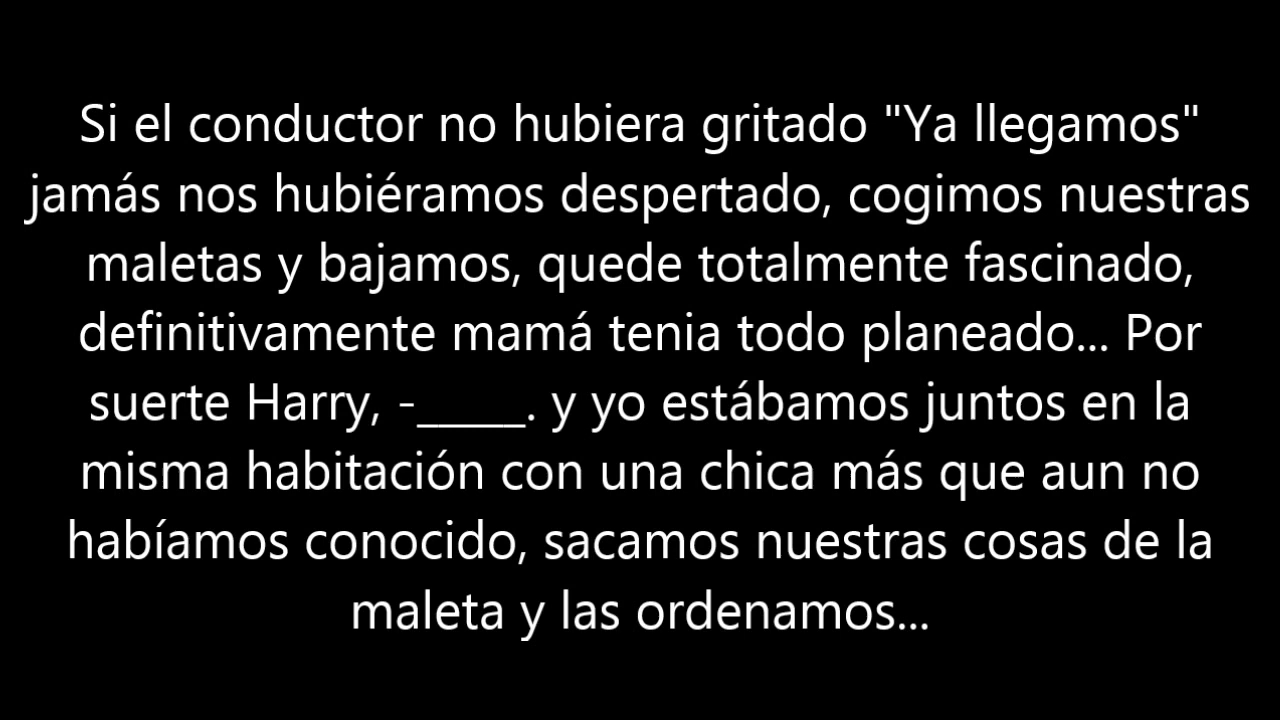 Si el conductor no hubiera gritado "Ya llegamos"
jamás nos hubiéramos despertado, cogimos nuestras
maletas y bajamos, quede totalmente fascinado,
definitivamente mamá tenia todo planeado... Por
suerte Harry, -_____. y yo estábamos juntos en la
misma habitación con una chica más que aun no
habíamos conocido, sacamos nuestras cosas de la
maleta y las ordenamos...